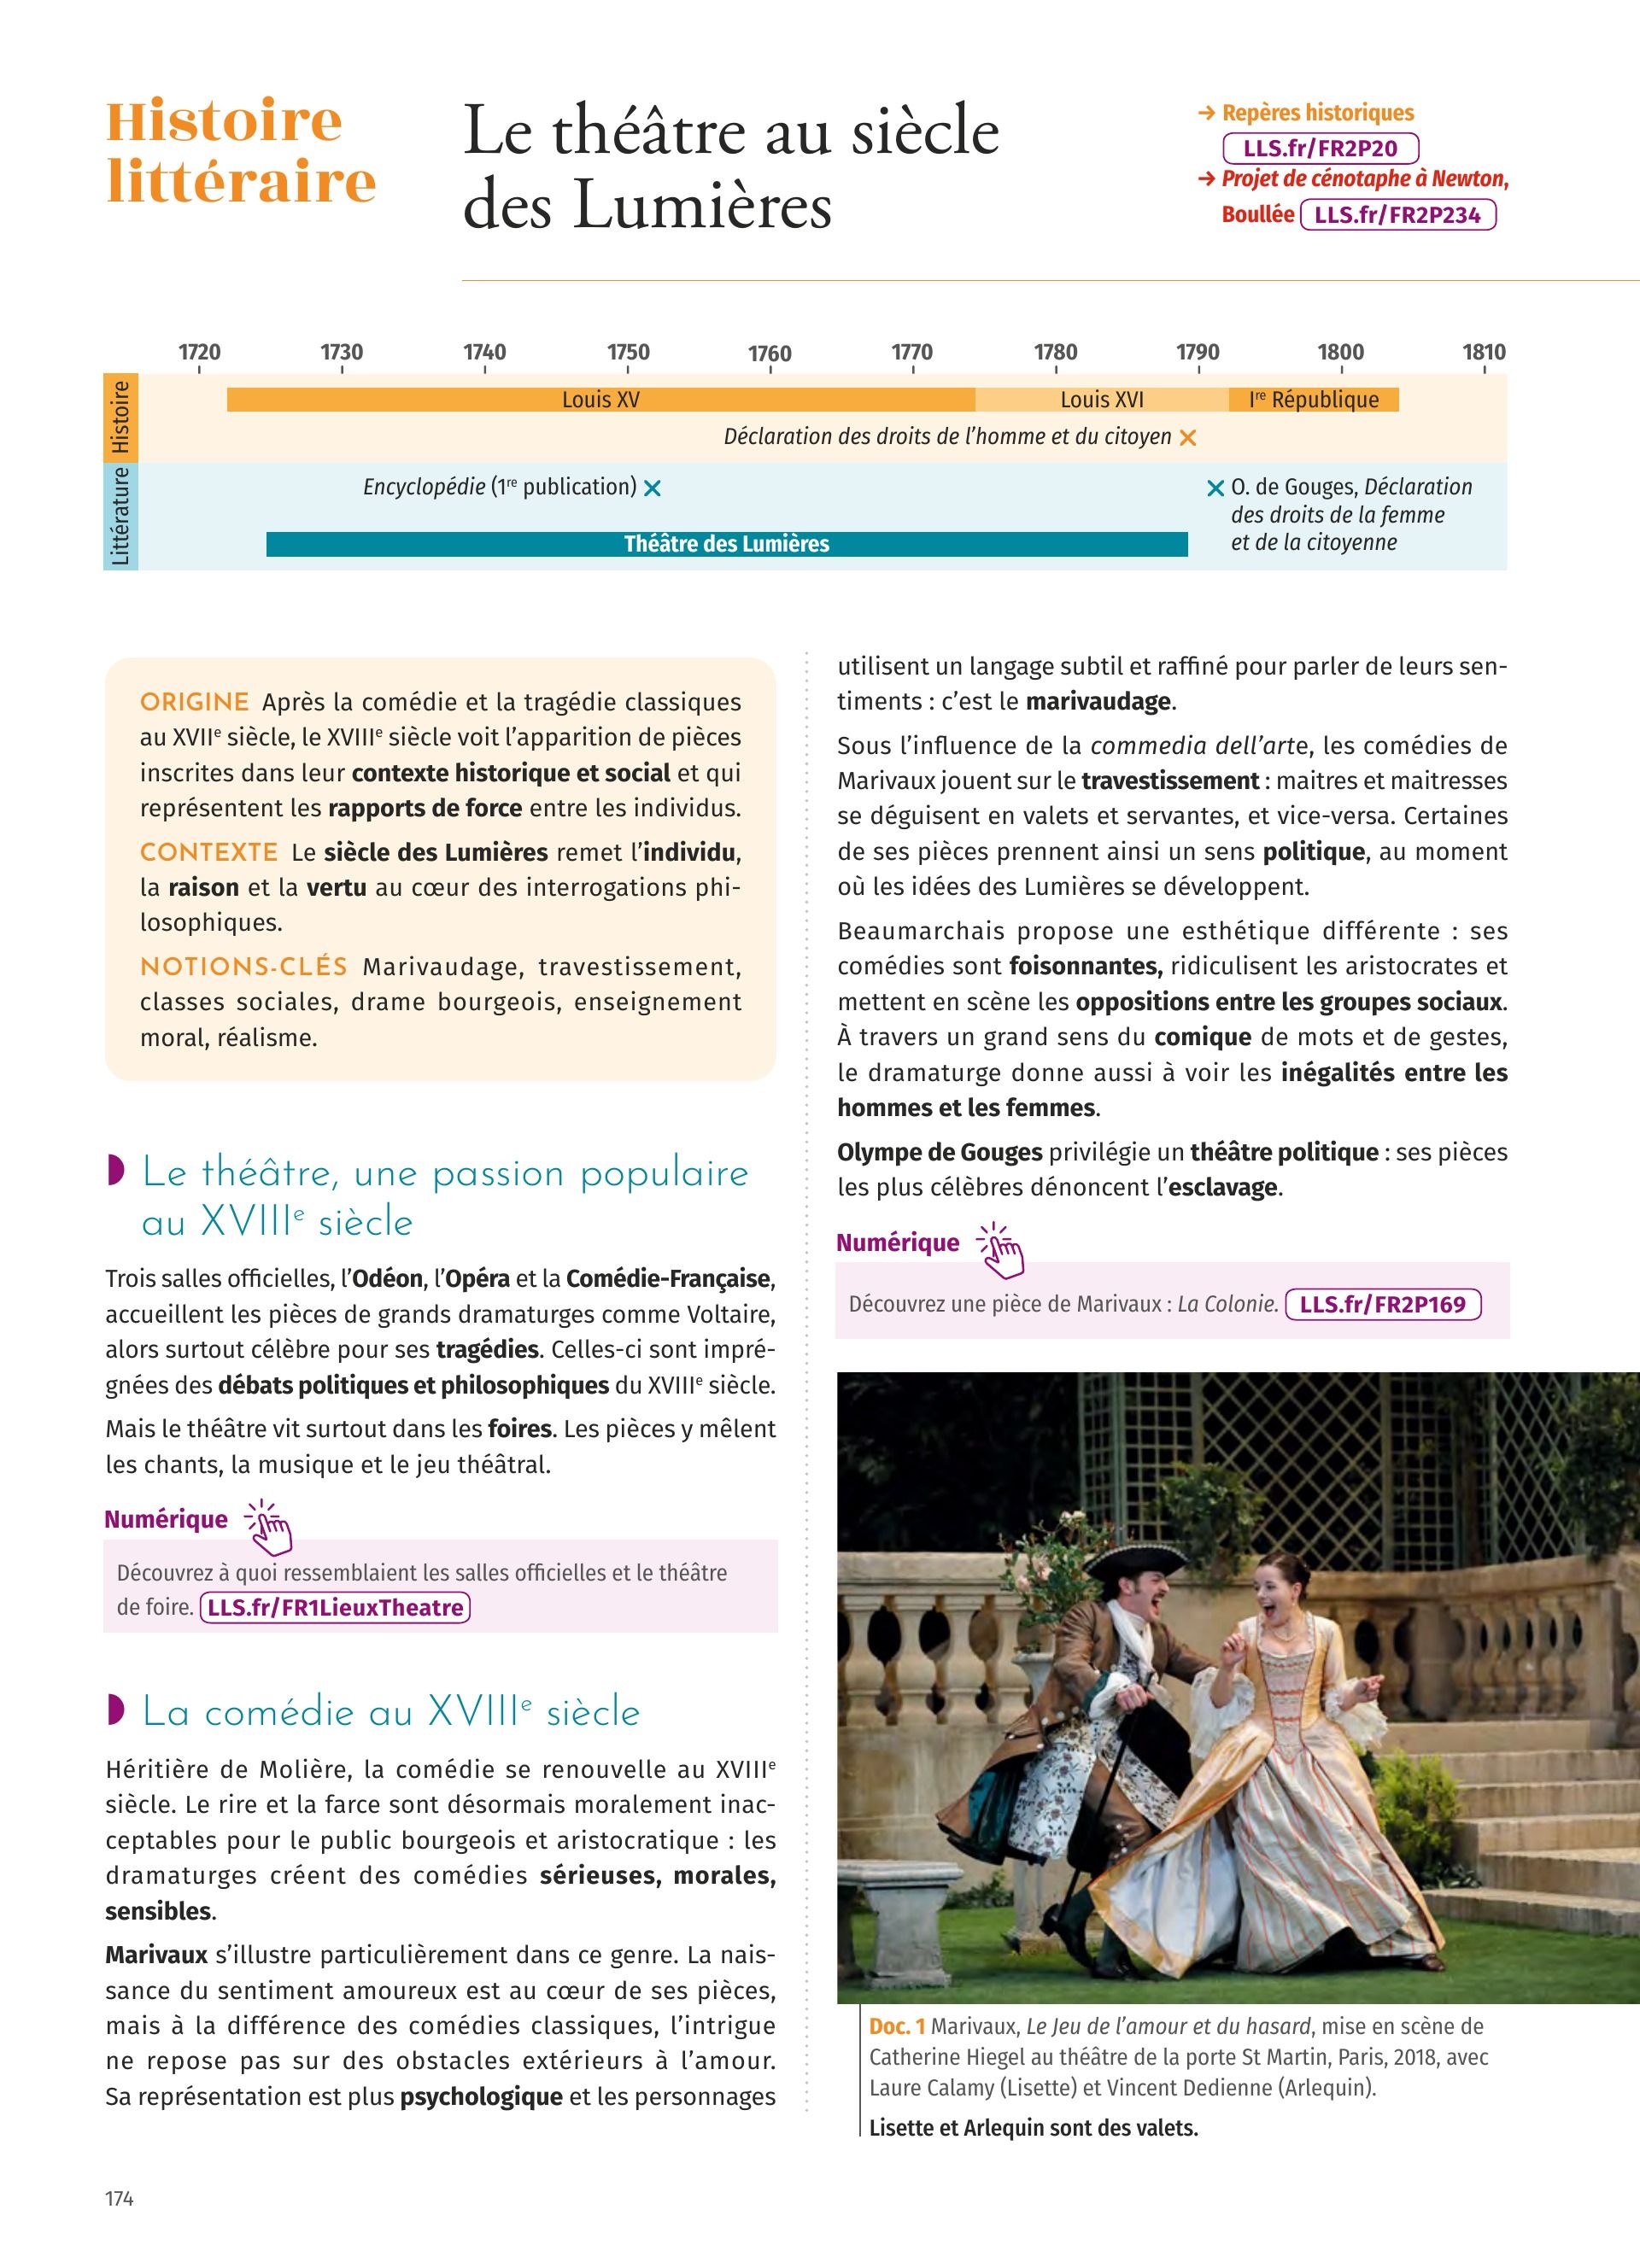 Histoire
littéraire
Le théâtre au siècle
des Lumières
→ Repères historiques
LLS.fr/FR2P20
→ Projet de cénotaphe à Newton,
Boullée LLS.fr/FR2P234
1720 1730 1740 1750 1760 1770 1780 1790 1800 1810
Histoire
Louis XV Louis XVI Ire République
Déclaration des droits de l'homme et du citoyen
Littérature
Encyclopédie (1re publication)
O. de Gouges, Déclaration
des droits de la femme
et de la citoyenne
Théâtre des Lumières
ORIGINE Après la comédie et la tragédie classiques
au XVIIe siècle, le XVIIIe siècle voit l'apparition de pièces
inscrites dans leur contexte historique et social et qui
représentent les rapports de force entre les individus.
CONTEXTE Le siècle des Lumières remet l'individu,
la raison et la vertu au cœur des interrogations phi-
losophiques.
NOTIONS-CLÉS Marivaudage, travestissement,
classes sociales, drame bourgeois, enseignement
moral, réalisme.
Le théâtre, une passion populaire
au XVIIIe siècle
Trois salles officielles, l'Odéon, l'Opéra et la Comédie-Française,
accueillent les pièces de grands dramaturges comme Voltaire,
alors surtout célèbre pour ses tragédies. Celles-ci sont impré-
gnées des débats politiques et philosophiques du XVIIIe siècle.
Mais le théâtre vit surtout dans les foires. Les pièces y mêlent
les chants, la musique et le jeu théâtral.
Numérique
Découvrez à quoi ressemblaient les salles officielles et le théâtre
de foire. LLS.fr/FR1LieuxTheatre
La comédie au XVIIIe siècle
Héritière de Molière, la comédie se renouvelle au XVIIIe
siècle. Le rire et la farce sont désormais moralement inac-
ceptables pour le public bourgeois et aristocratique : les
dramaturges créent des comédies sérieuses, morales,
sensibles.
Marivaux s'illustre particulièrement dans ce genre. La nais-
sance du sentiment amoureux est au cœur de ses pièces,
mais à la différence des comédies classiques, l'intrigue
ne repose pas sur des obstacles extérieurs à l'amour.
Sa représentation est plus psychologique et les personnages
utilisent un langage subtil et raffiné pour parler de leurs sen-
timents : c'est le marivaudage.
Sous l'influence de la commedia dell'arte, les comédies de
Marivaux jouent sur le travestissement : maitres et maitresses
se déguisent en valets et servantes, et vice-versa. Certaines
de ses pièces prennent ainsi un sens politique, au moment
où les idées des Lumières se développent.
Beaumarchais propose une esthétique différente : ses
comédies sont foisonnantes, ridiculisent les aristocrates et
mettent en scène les oppositions entre les groupes sociaux.
À travers un grand sens du comique de mots et de gestes,
le dramaturge donne aussi à voir les inégalités entre les
hommes et les femmes.
Olympe de Gouges privilégie un théâtre politique : ses pièces
les plus célèbres dénoncent l'esclavage.
Numérique
Découvrez une pièce de Marivaux : La Colonie. LLS.fr/FR2P169
Doc. 1 Marivaux, Le Jeu de l'amour et du hasard, mise en scène de
Catherine Hiegel au théâtre de la porte St Martin, Paris, 2018, avec
Laure Calamy (Lisette) et Vincent Dedienne (Arlequin).
Lisette et Arlequin sont des valets.
174